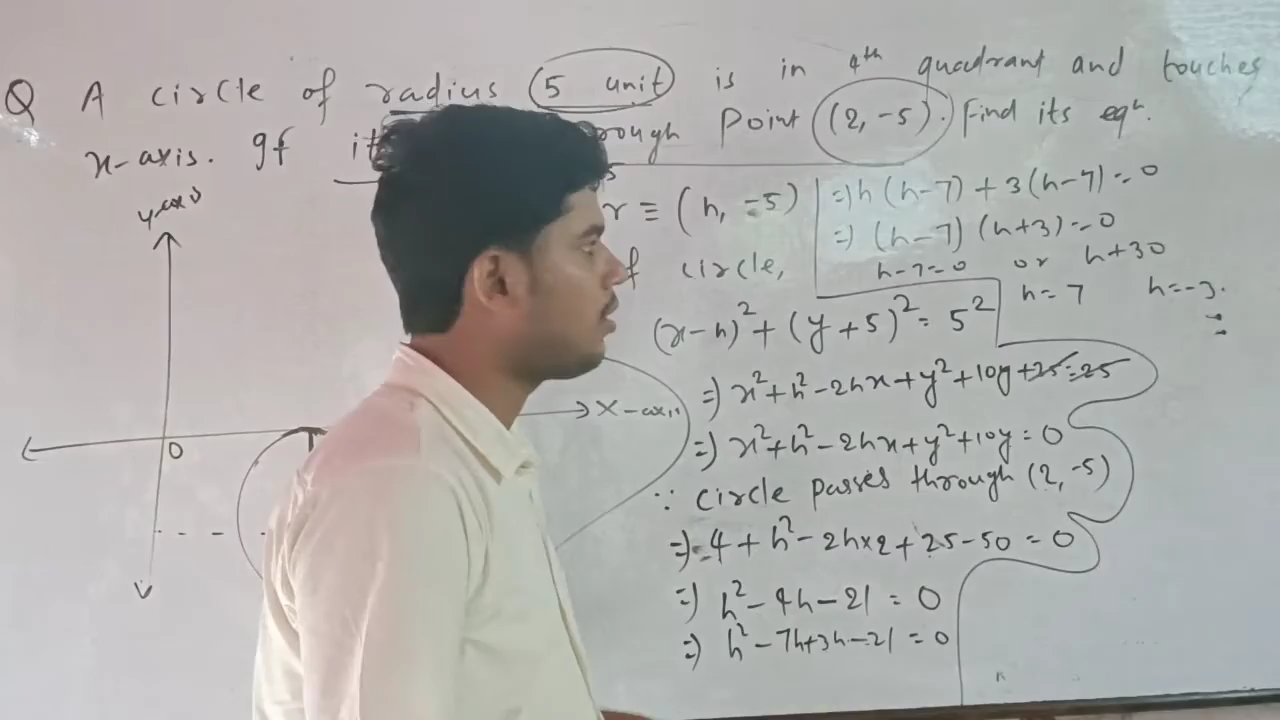 Q A circle of radius 5 unit is in 4th quadrant and touches
x-axis. If it rough Point (2, -5). Find its eqn.
y-axis
r ≡ (h, -5)
f circle,
(x-h)² + (y+5)² = 5²
=) x²+h²-2hx+y²+10y+25=25
=) x²+h²-2hx+y²+10y=0
∵ circle passes through (2, -5)
=) 4+h²-2h×2+25-50=0
=) h²-4h-21=0
=) h²-7h+3h-21=0
=) h(h-7)+3(h-7)=0
=) (h-7)(h+3)=0
h-7=0 or h+30
h=7 h=-3.
X-axis
O